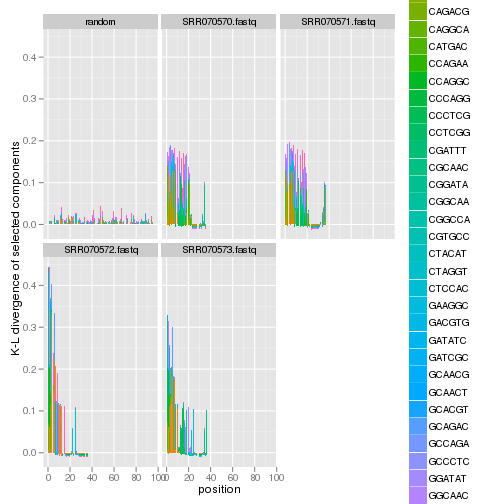 random
SRR070570.fastq
SRR070571.fastq
0.4
0.3
0.2
0.1
0.0
SRR070572.fastq
SRR070573.fastq
0.4
0.3
0.2
0.1
0.0
0 20 40 60 80 100
0 20 40 60 80 100
0 20 40 60 80 100
position
K-L divergence of selected components
CAGACG
CAGGCA
CATGAC
CCAGAA
CCAGGC
CCCAGG
CCCTCG
CCTCGG
CGATTT
CGCAAC
CGGATA
CGGCAA
CGGCCA
CGTGCC
CTACAT
CTAGGT
CTCCAC
GAAGGC
GACGTG
GATATC
GATCGC
GCAACG
GCAACT
GCACGT
GCAGAC
GCCAGA
GCCCTC
GGATAT
GGCAAC